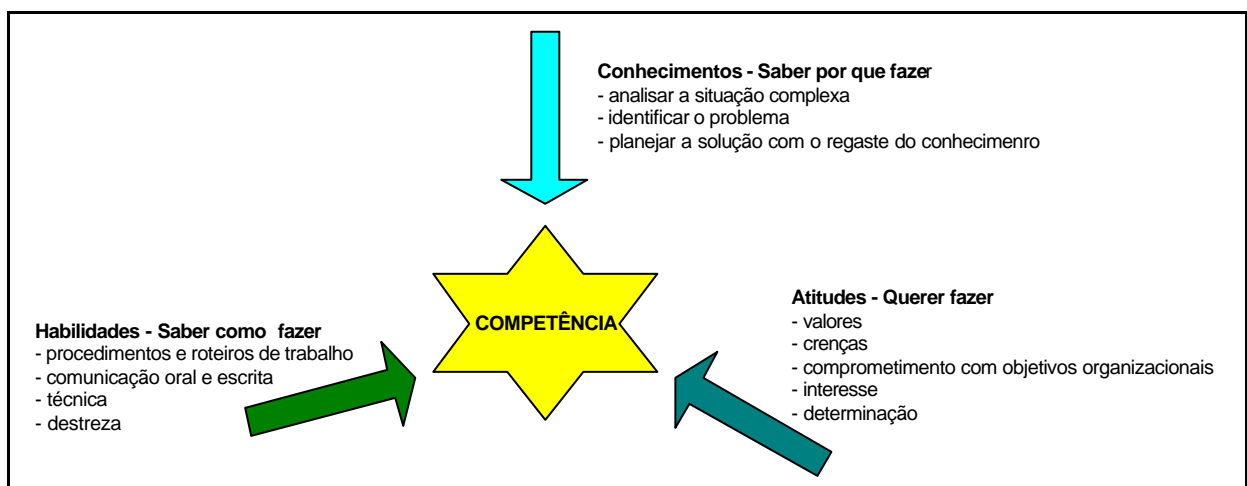 Conhecimentos - Saber por que fazer
- analisar a situação complexa
- identificar o problema
- planejar a solução com o regaste do conhecimenro
COMPETÊNCIA
Habilidades - Saber como fazer
- procedimentos e roteiros de trabalho
- comunicação oral e escrita
- técnica
- destreza
Atitudes - Querer fazer
- valores
- crenças
- comprometimento com objetivos organizacionais
- interesse
- determinação